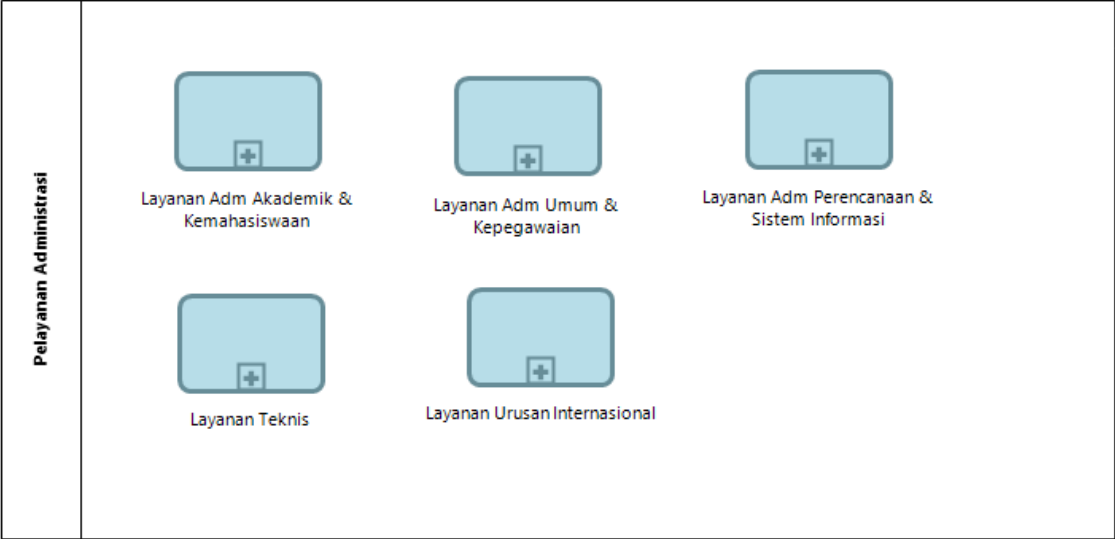 Pelayanan Administrasi
Layanan Adm Akademik &
Kemahasiswaan
Layanan Adm Umum &
Kepegawaian
Layanan Adm Perencanaan &
Sistem Informasi
Layanan Teknis
Layanan Urusan Internasional